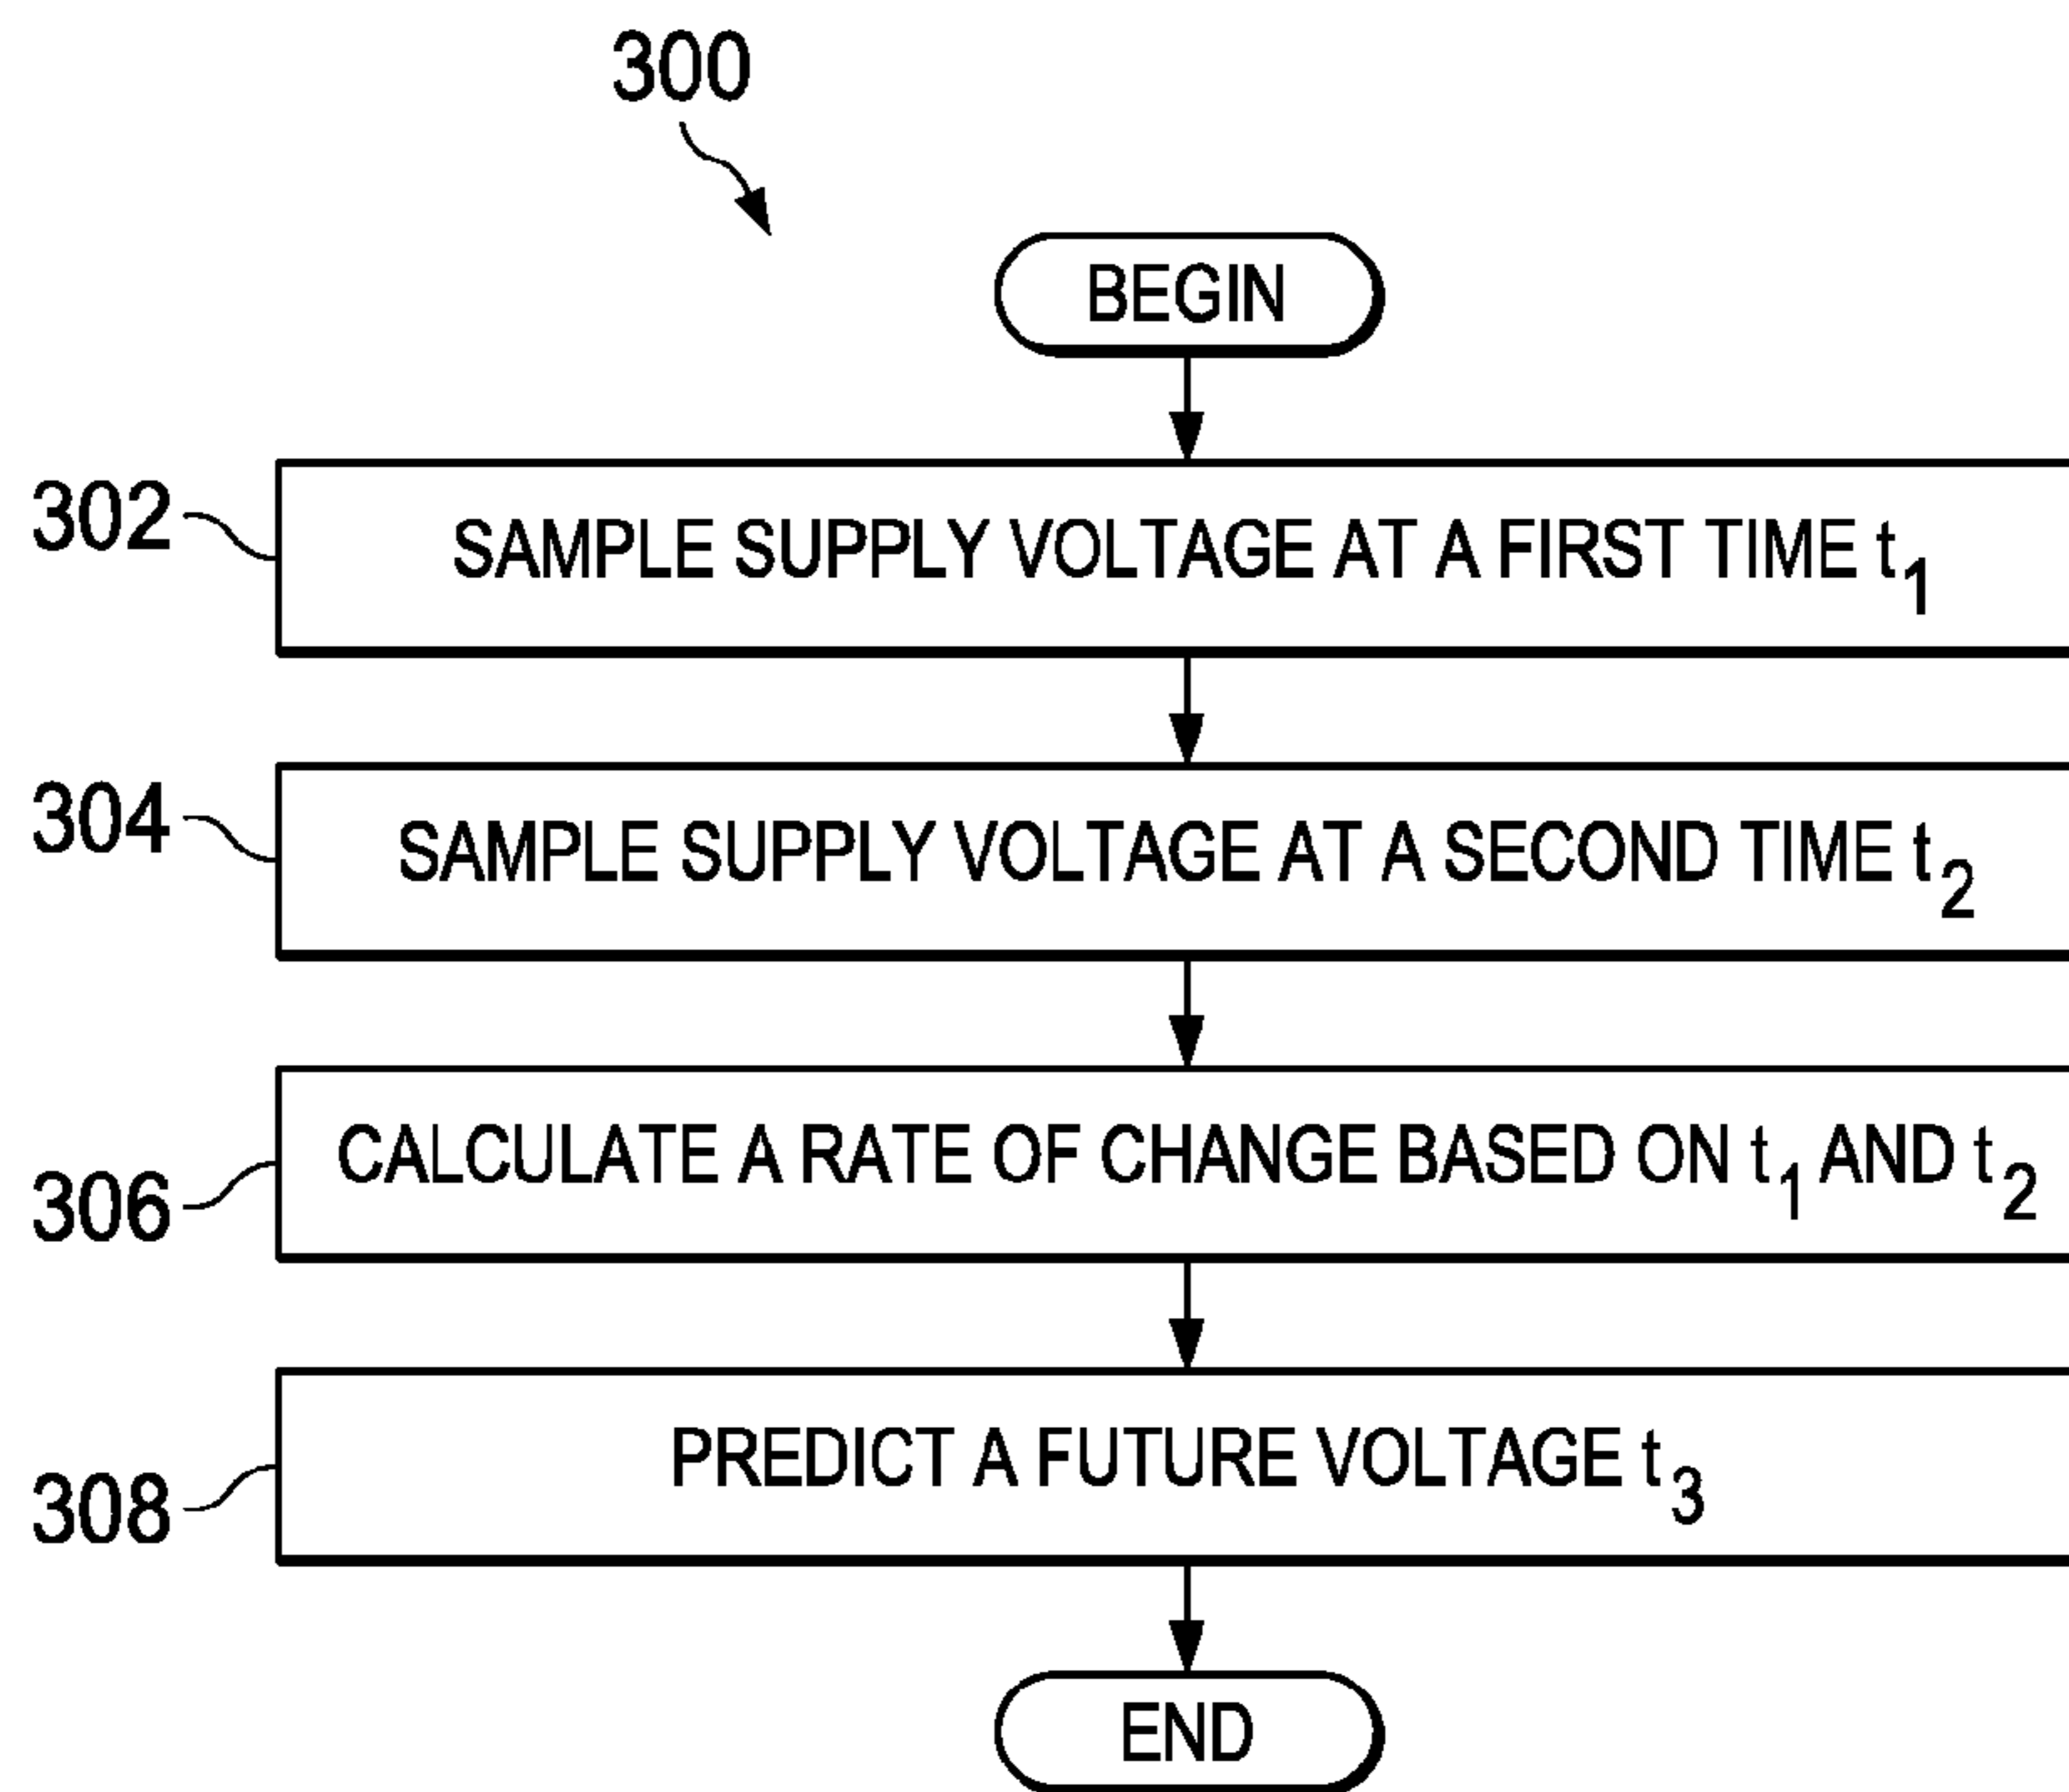 300
BEGIN
302
SAMPLE SUPPLY VOLTAGE AT A FIRST TIME t1
304
SAMPLE SUPPLY VOLTAGE AT A SECOND TIME t2
306
CALCULATE A RATE OF CHANGE BASED ON t1 AND t2
308
PREDICT A FUTURE VOLTAGE t3
END